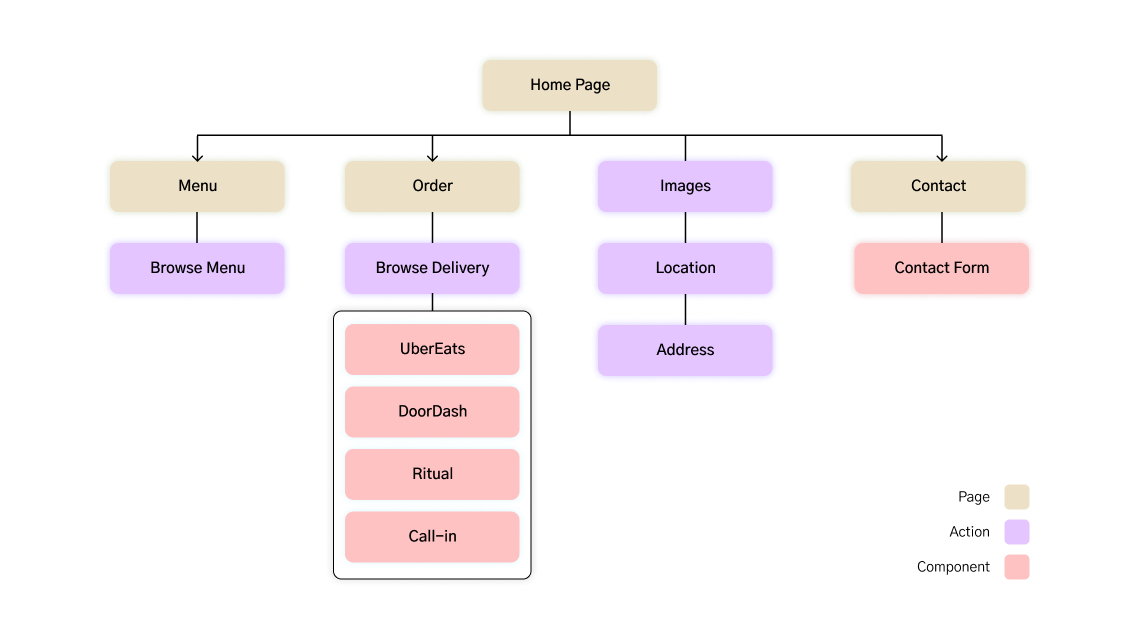 Home Page
Menu
Order
Images
Contact
Browse Menu
Browse Delivery
Location
Contact Form
UberEats
Address
DoorDash
Ritual
Call-in
Page
Action
Component